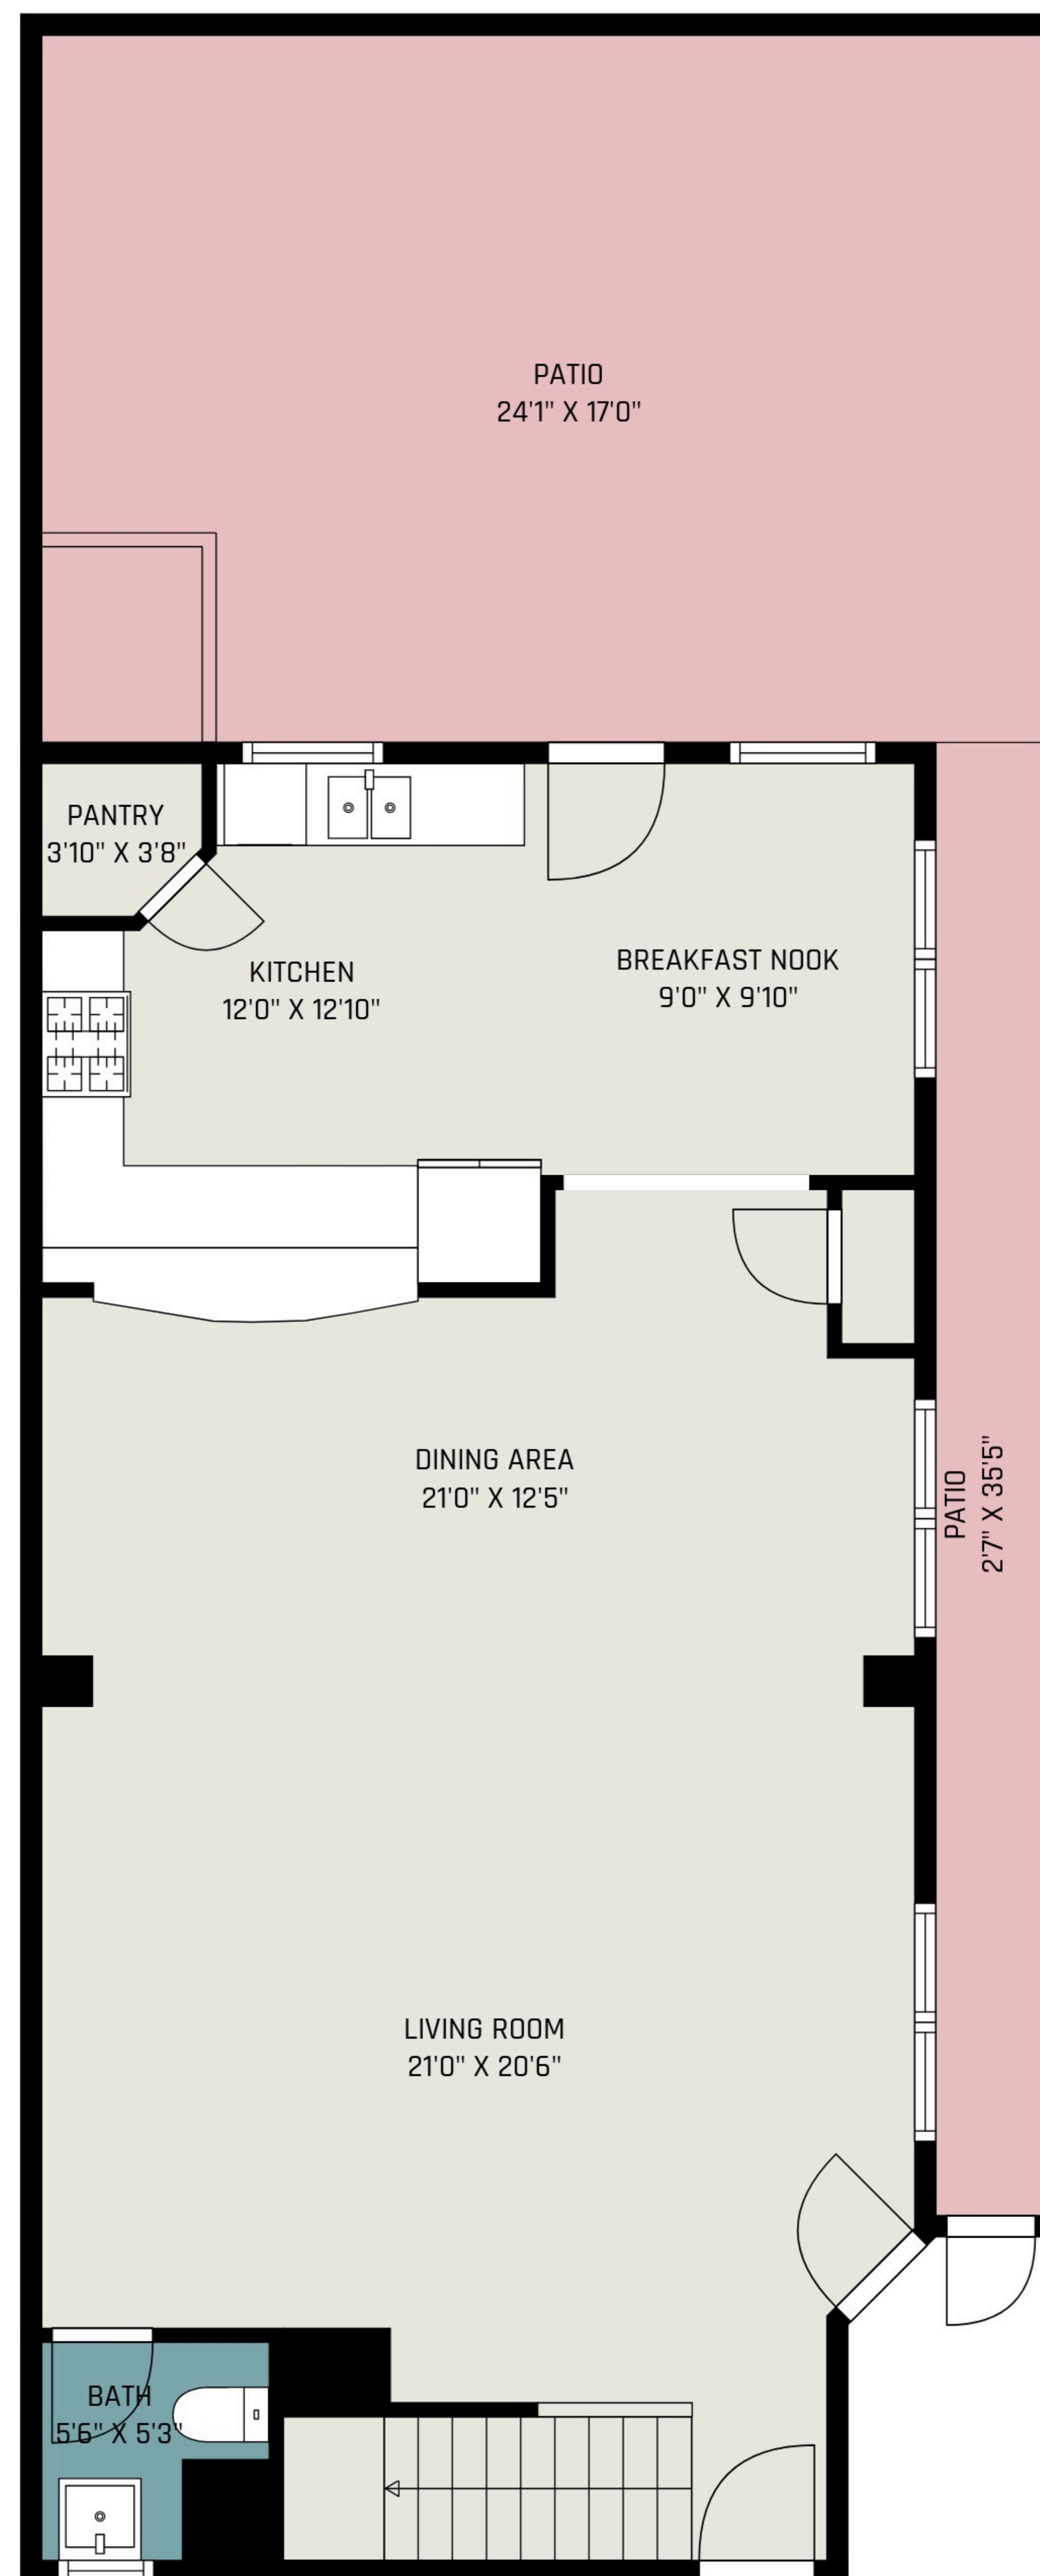 PATIO
24'1" X 17'0"
PANTRY
3'10" X 3'8"
KITCHEN
12'0" X 12'10"
BREAKFAST NOOK
9'0" X 9'10"
DINING AREA
21'0" X 12'5"
PATIO
2'7" X 35'5"
LIVING ROOM
21'0" X 20'6"
BATH
5'6" X 5'3"